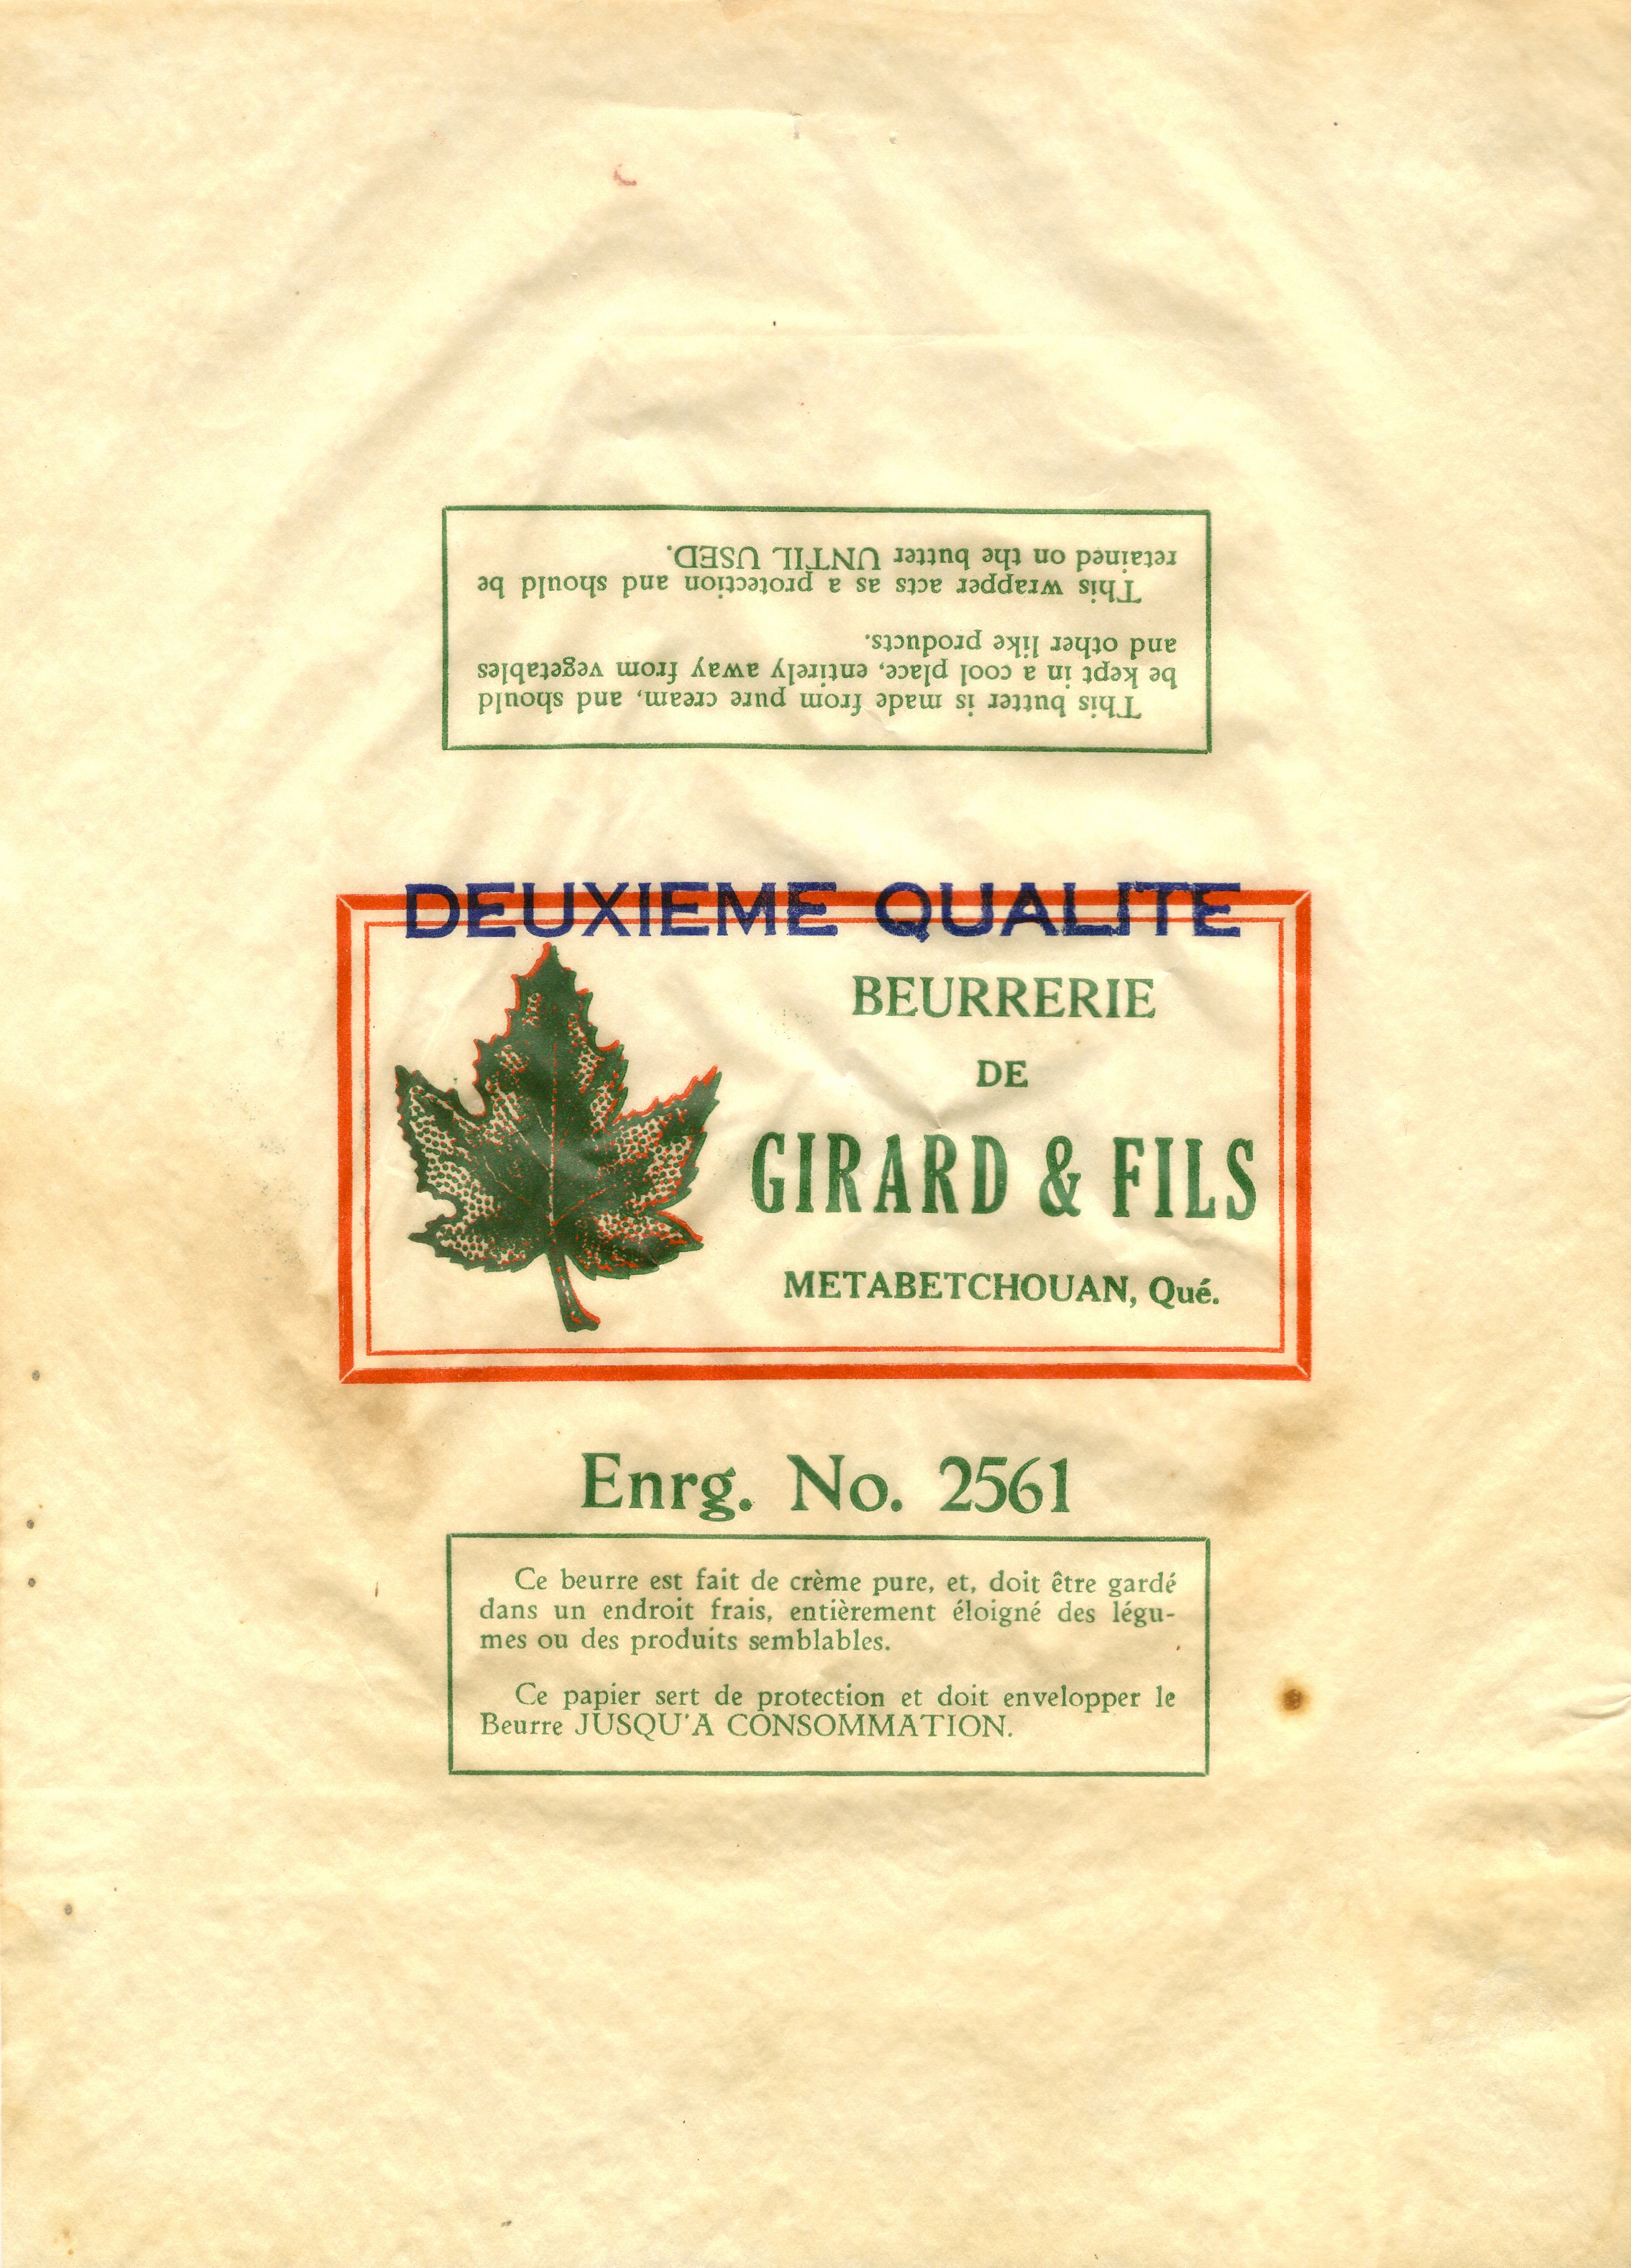 This butter is made from pure cream, and should
be kept in a cool place, entirely away from vegetables
and other like products.
This wrapper acts as a protection and should be
retained on the butter UNTIL USED.
DEUXIEME QUALITE
BEURRERIE
DE
GIRARD & FILS
METABETCHOUAN, Qué.
Enrg. No. 2561
Ce beurre est fait de crème pure, et, doit être gardé
dans un endroit frais, entièrement éloigné des légu-
mes ou des produits semblables.
Ce papier sert de protection et doit envelopper le
Beurre JUSQU'A CONSOMMATION.